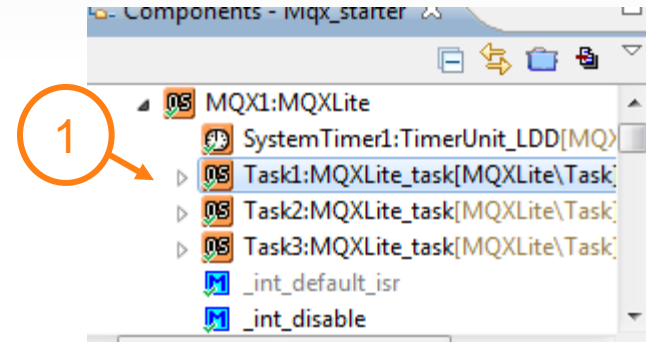 Components - Mqx_starter
MQX1:MQXLite
SystemTimer1:TimerUnit_LDD[MQX
1
Task1:MQXLite_task[MQXLite\Task]
Task2:MQXLite_task[MQXLite\Task]
Task3:MQXLite_task[MQXLite\Task]
_int_default_isr
_int_disable